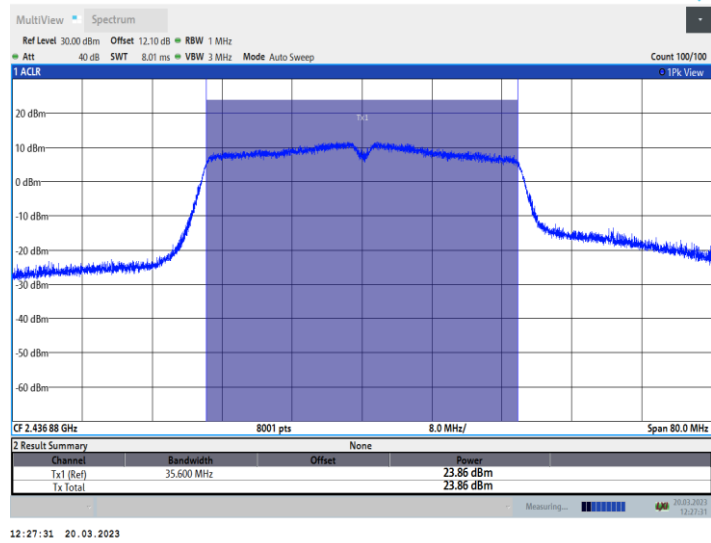 MultiView Spectrum
Ref Level 30.00 dBm Offset 12.10 dB RBW 1 MHz
Att 40 dB SWT 8.01 ms VBW 3 MHz Mode Auto Sweep Count 100/100
1 ACLR 1Pk View
Tx1
20 dBm
10 dBm
0 dBm
-10 dBm
-20 dBm
-30 dBm
-40 dBm
-50 dBm
-60 dBm
CF 2.436 88 GHz 8001 pts 8.0 MHz/ Span 80.0 MHz
2 Result Summary None
Channel Bandwidth Offset Power
Tx1 (Ref) 35.600 MHz 23.86 dBm
Tx Total 23.86 dBm
Measuring... 20.03.2023
12:27:31
12:27:31 20.03.2023